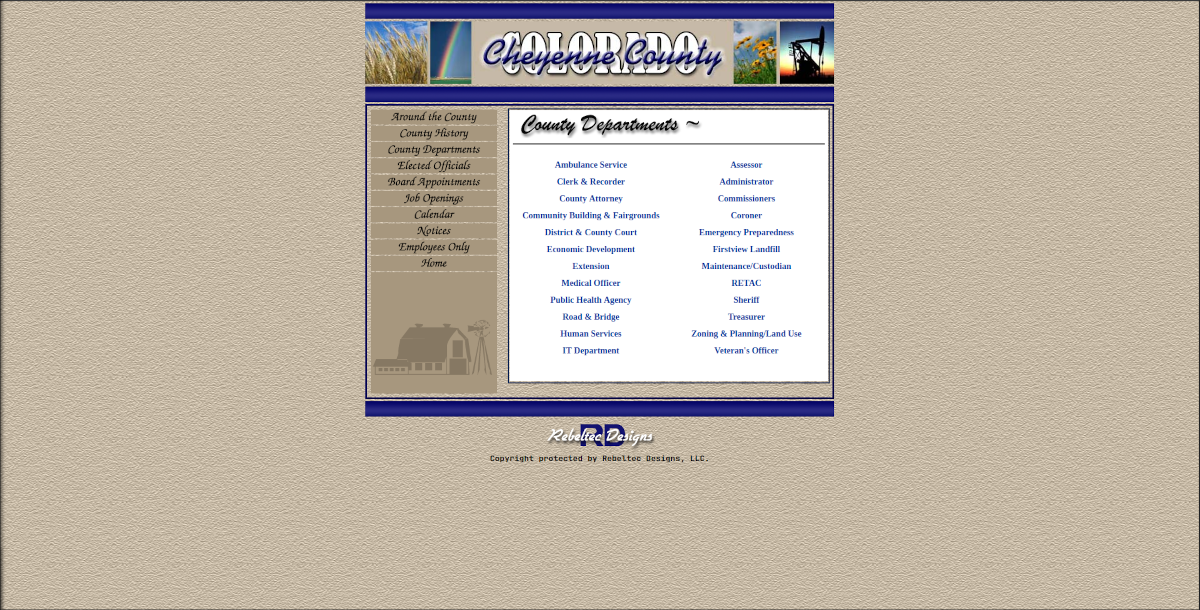 COLORADO
Cheyenne County
Around the County
County History
County Departments
Elected Officials
Board Appointments
Job Openings
Calendar
Notices
Employees Only
Home
County Departments ~
Ambulance Service Assessor
Clerk & Recorder Administrator
County Attorney Commissioners
Community Building & Fairgrounds Coroner
District & County Court Emergency Preparedness
Economic Development Firstview Landfill
Extension Maintenance/Custodian
Medical Officer RETAC
Public Health Agency Sheriff
Road & Bridge Treasurer
Human Services Zoning & Planning/Land Use
IT Department Veteran's Officer
RD
Rebeltec Designs
Copyright protected by Rebeltec Designs, LLC.